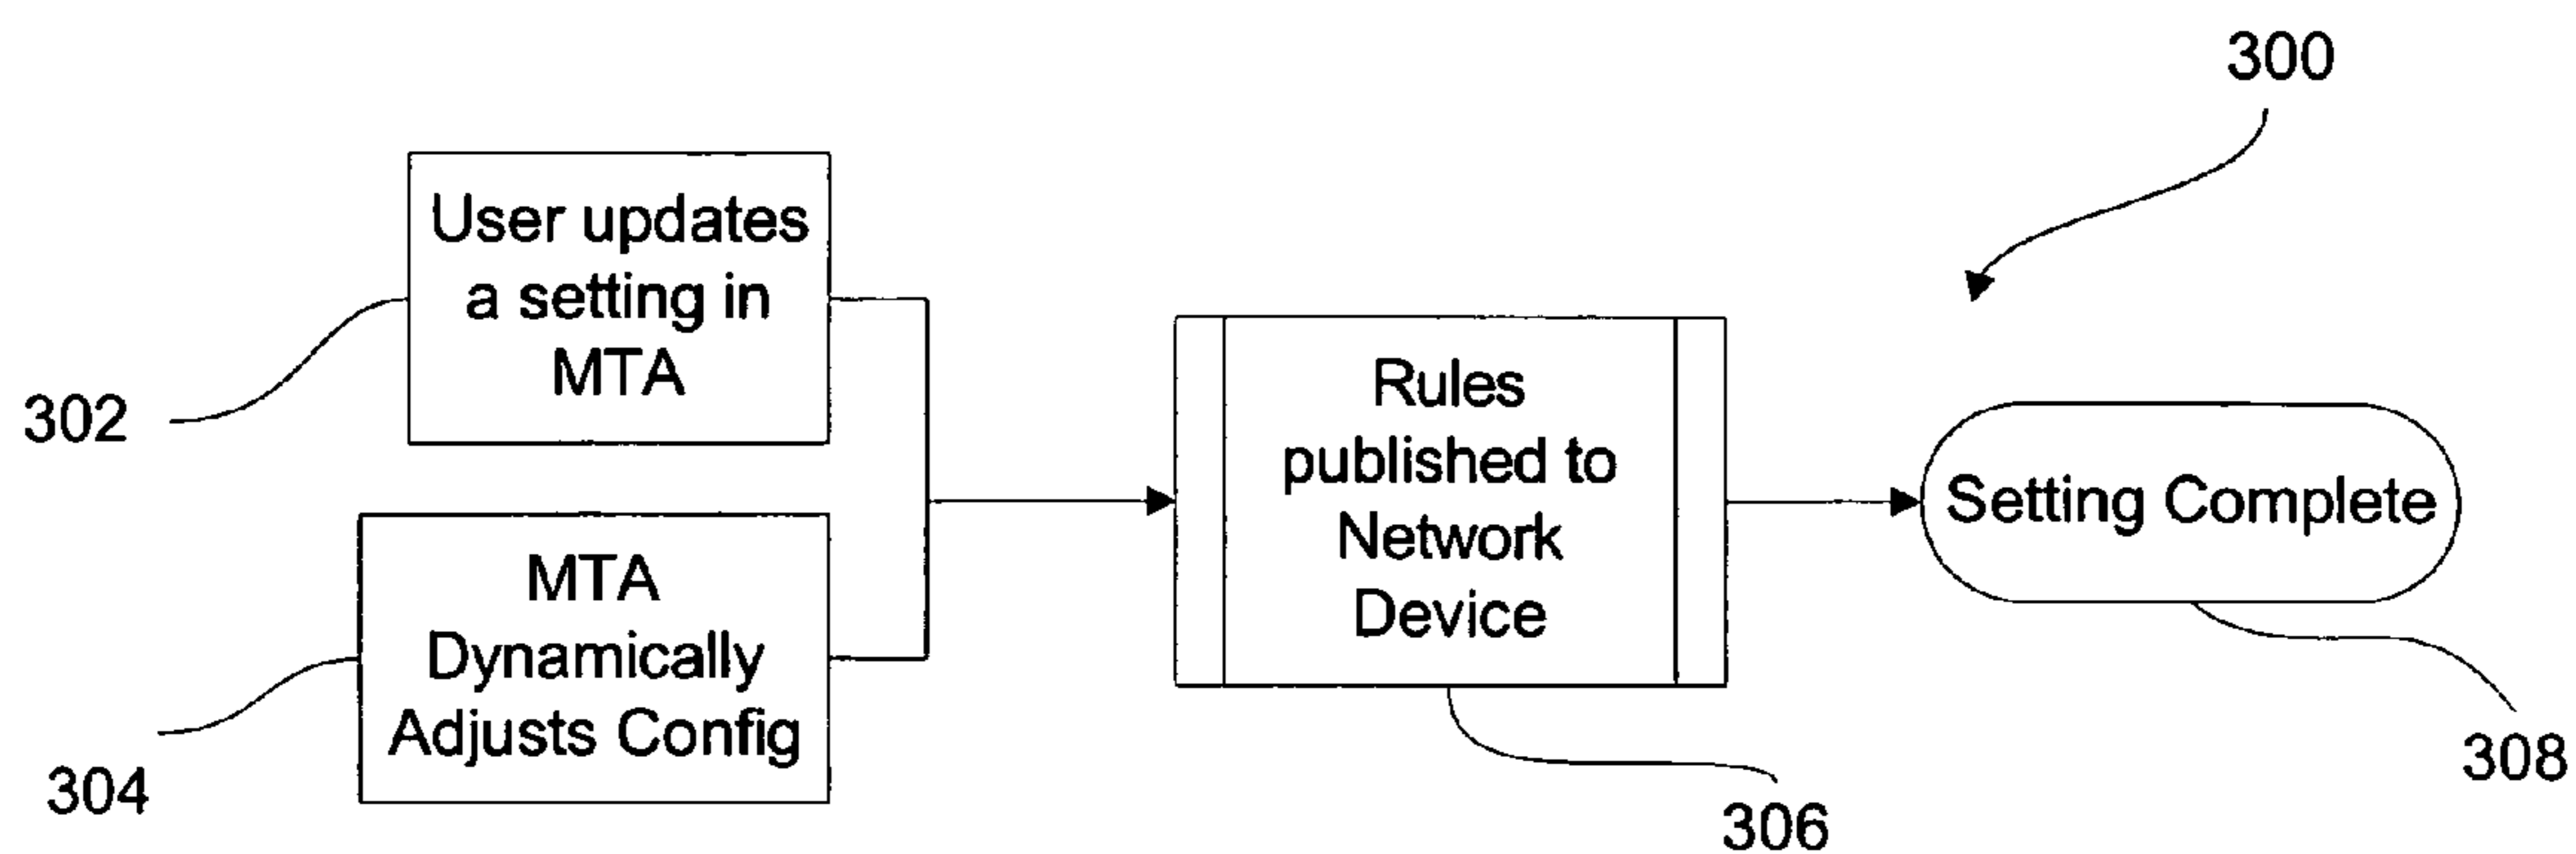 300
User updates
a setting in
MTA
302
MTA
Dynamically
Adjusts Config
304
Rules
published to
Network
Device
306
Setting Complete
308